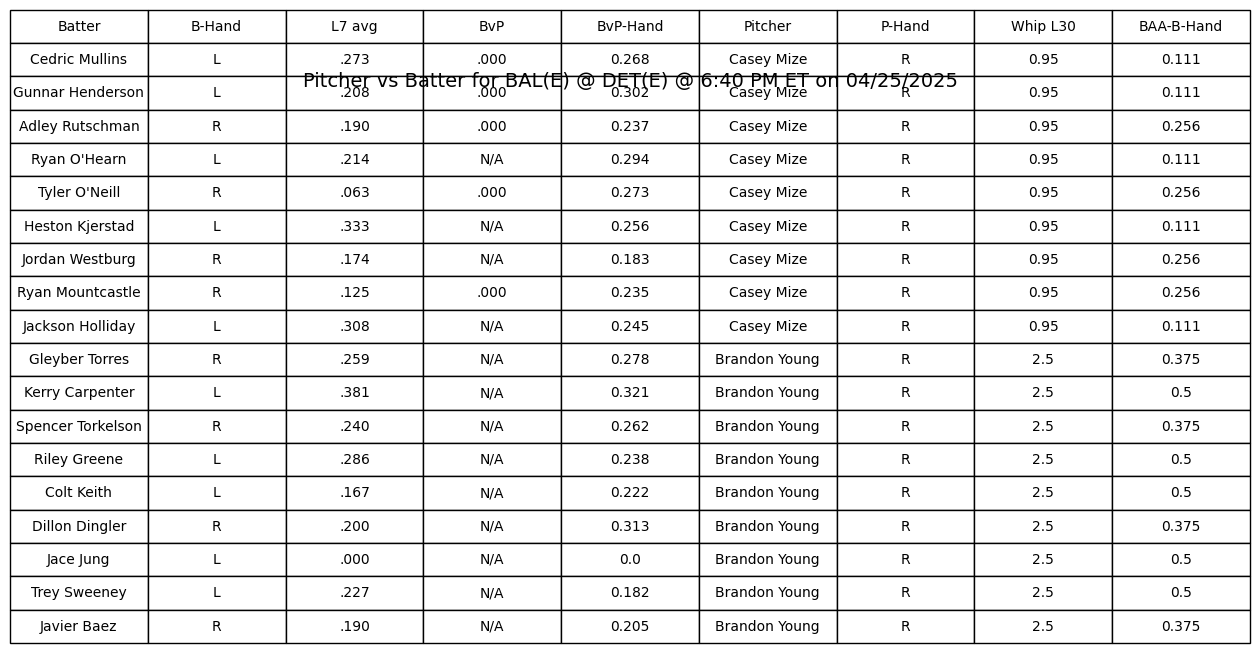 Batter B-Hand L7 avg BvP BvP-Hand Pitcher P-Hand Whip L30 BAA-B-Hand
Cedric Mullins L .273 .000 0.268 Casey Mize R 0.95 0.111
Pitcher vs Batter for BAL(E) @ DET(E) @ 6:40 PM ET on 04/25/2025
Gunnar Henderson L .208 .000 0.302 Casey Mize R 0.95 0.111
Adley Rutschman R .190 .000 0.237 Casey Mize R 0.95 0.256
Ryan O'Hearn L .214 N/A 0.294 Casey Mize R 0.95 0.111
Tyler O'Neill R .063 .000 0.273 Casey Mize R 0.95 0.256
Heston Kjerstad L .333 N/A 0.256 Casey Mize R 0.95 0.111
Jordan Westburg R .174 N/A 0.183 Casey Mize R 0.95 0.256
Ryan Mountcastle R .125 .000 0.235 Casey Mize R 0.95 0.256
Jackson Holliday L .308 N/A 0.245 Casey Mize R 0.95 0.111
Gleyber Torres R .259 N/A 0.278 Brandon Young R 2.5 0.375
Kerry Carpenter L .381 N/A 0.321 Brandon Young R 2.5 0.5
Spencer Torkelson R .240 N/A 0.262 Brandon Young R 2.5 0.375
Riley Greene L .286 N/A 0.238 Brandon Young R 2.5 0.5
Colt Keith L .167 N/A 0.222 Brandon Young R 2.5 0.5
Dillon Dingler R .200 N/A 0.313 Brandon Young R 2.5 0.375
Jace Jung L .000 N/A 0.0 Brandon Young R 2.5 0.5
Trey Sweeney L .227 N/A 0.182 Brandon Young R 2.5 0.5
Javier Baez R .190 N/A 0.205 Brandon Young R 2.5 0.375